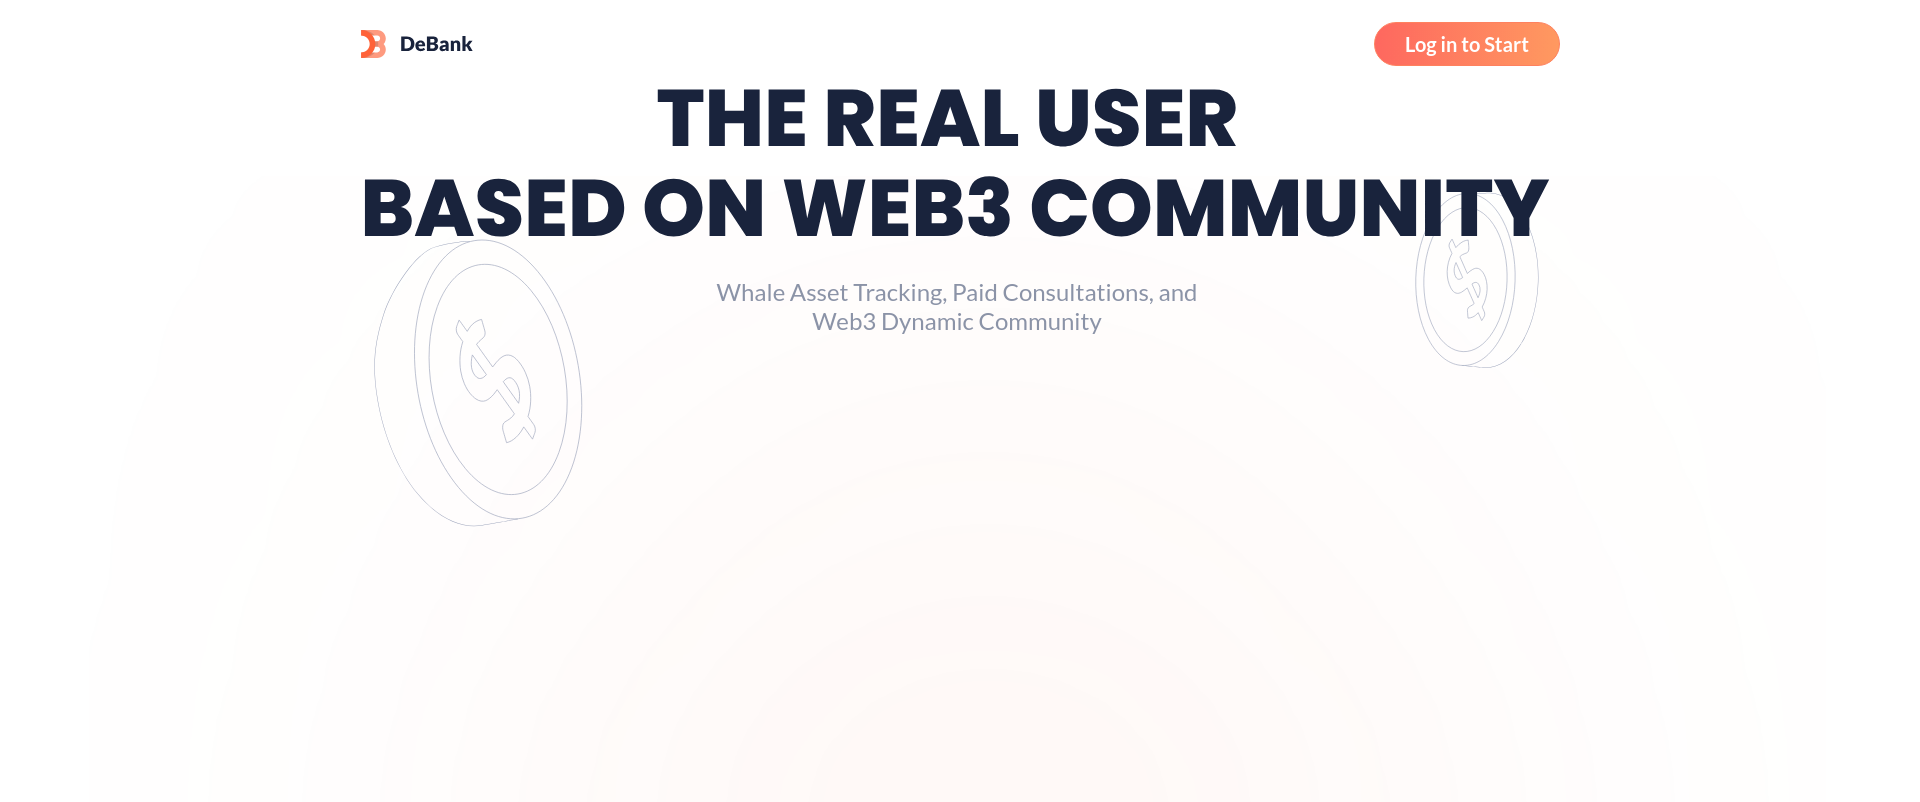 DeBank
Log in to Start
THE REAL USER
BASED ON WEB3 COMMUNITY
Whale Asset Tracking, Paid Consultations, and
Web3 Dynamic Community